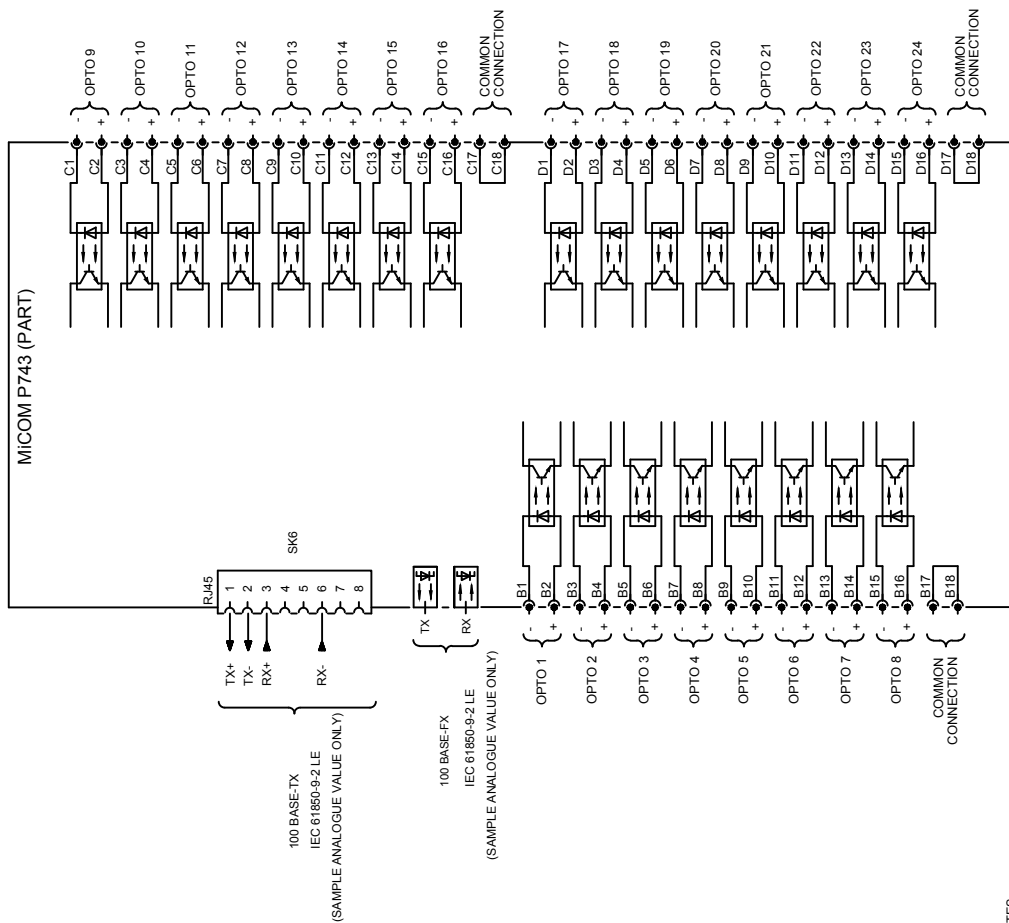 MiCOM P743 (PART)
100 BASE-TX
IEC 61850-9-2 LE
(SAMPLE ANALOGUE VALUE ONLY)
TX+
TX-
RX+
RX-
RJ45
1
2
3
4
5
6
7
8
SK6
100 BASE-FX
IEC 61850-9-2 LE
(SAMPLE ANALOGUE VALUE ONLY)
TX
RX
OPTO 1
-
+
B1
B2
OPTO 2
-
+
B3
B4
OPTO 3
-
+
B5
B6
OPTO 4
-
+
B7
B8
OPTO 5
-
+
B9
B10
OPTO 6
-
+
B11
B12
OPTO 7
-
+
B13
B14
OPTO 8
-
+
B15
B16
COMMON
CONNECTION
B17
B18
C1
C2
-
+
OPTO 9
C3
C4
-
+
OPTO 10
C5
C6
-
+
OPTO 11
C7
C8
-
+
OPTO 12
C9
C10
-
+
OPTO 13
C11
C12
-
+
OPTO 14
C13
C14
-
+
OPTO 15
C15
C16
-
+
OPTO 16
C17
C18
COMMON
CONNECTION
D1
D2
-
+
OPTO 17
D3
D4
-
+
OPTO 18
D5
D6
-
+
OPTO 19
D7
D8
-
+
OPTO 20
D9
D10
-
+
OPTO 21
D11
D12
-
+
OPTO 22
D13
D14
-
+
OPTO 23
D15
D16
-
+
OPTO 24
D17
D18
COMMON
CONNECTION